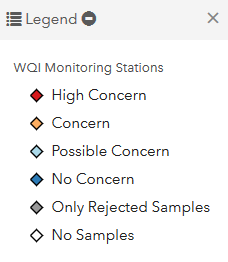 Legend
WQI Monitoring Stations
High Concern
Concern
Possible Concern
No Concern
Only Rejected Samples
No Samples